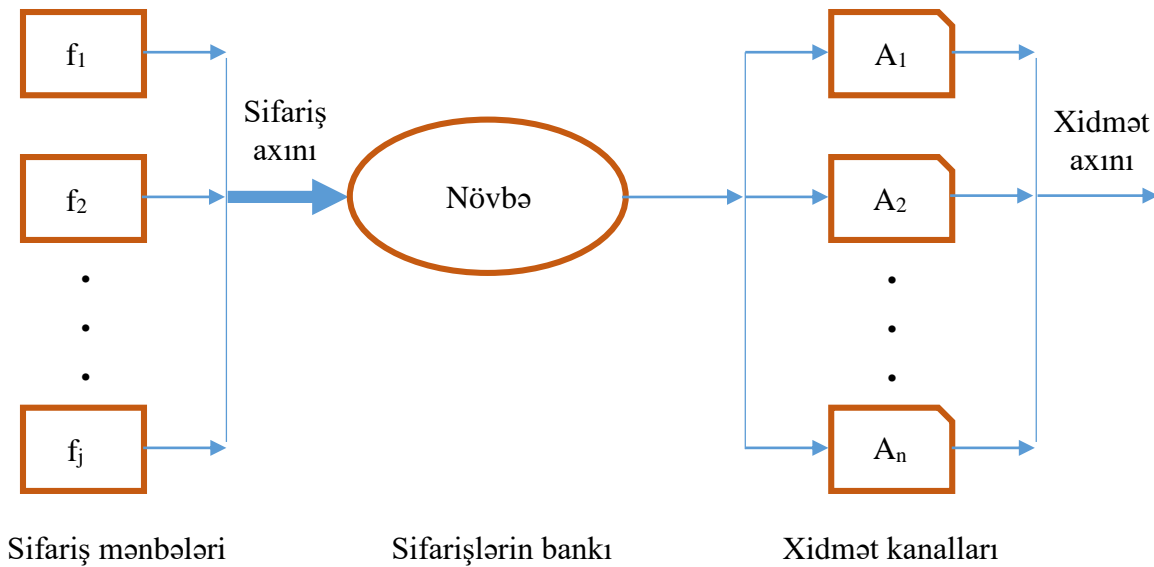 f₁
A₁
Sifariş
axını
Xidmət
axını
f₂
Növbə
A₂
fⱼ
Aₙ
Sifariş mənbələri
Sifarişlərin bankı
Xidmət kanalları